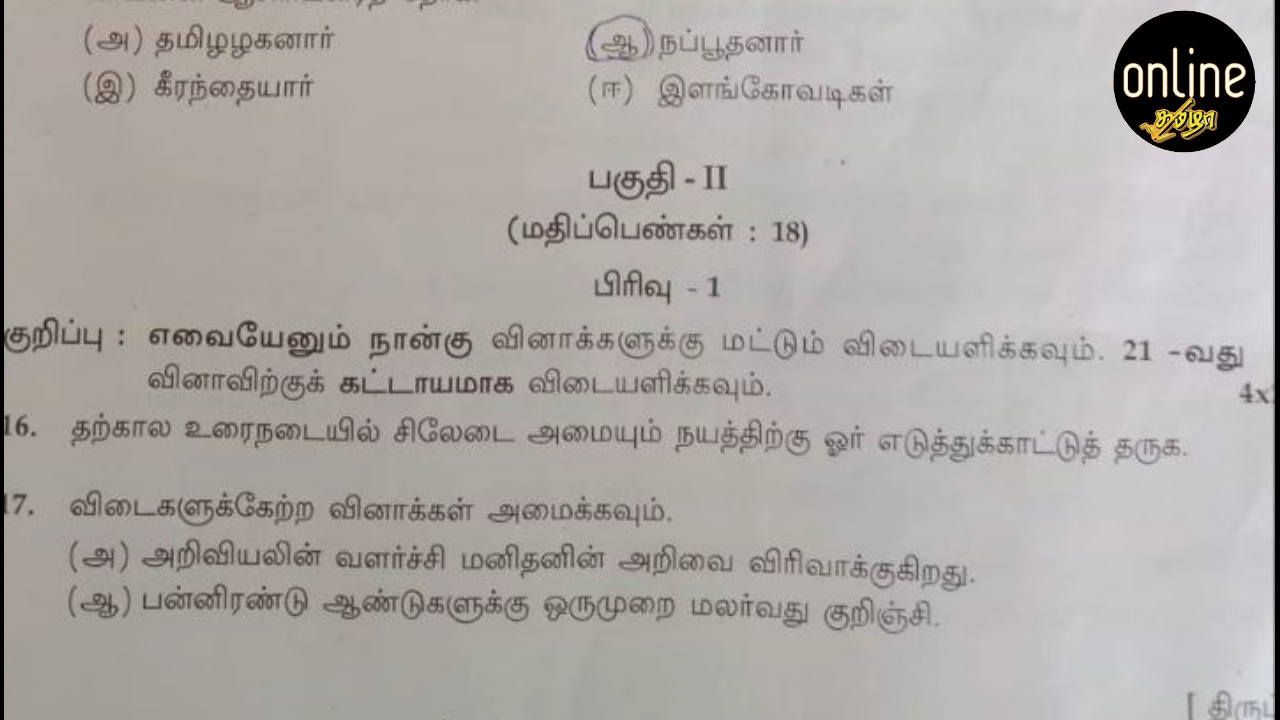 (அ) தமிழழகனார் (ஆ) நப்பூதனார்
(இ) கீரந்தையார் (ஈ) இளங்கோவடிகள்
online
தமிழா
பகுதி - II
(மதிப்பெண்கள் : 18)
பிரிவு - 1
குறிப்பு : எவையேனும் நான்கு வினாக்களுக்கு மட்டும் விடையளிக்கவும். 21 -வது
வினாவிற்குக் கட்டாயமாக விடையளிக்கவும். 4x
16. தற்கால உரைநடையில் சிலேடை அமையும் நயத்திற்கு ஓர் எடுத்துக்காட்டுத் தருக.
17. விடைகளுக்கேற்ற வினாக்கள் அமைக்கவும்.
(அ) அறிவியலின் வளர்ச்சி மனிதனின் அறிவை விரிவாக்குகிறது.
(ஆ) பன்னிரண்டு ஆண்டுகளுக்கு ஒருமுறை மலர்வது குறிஞ்சி.